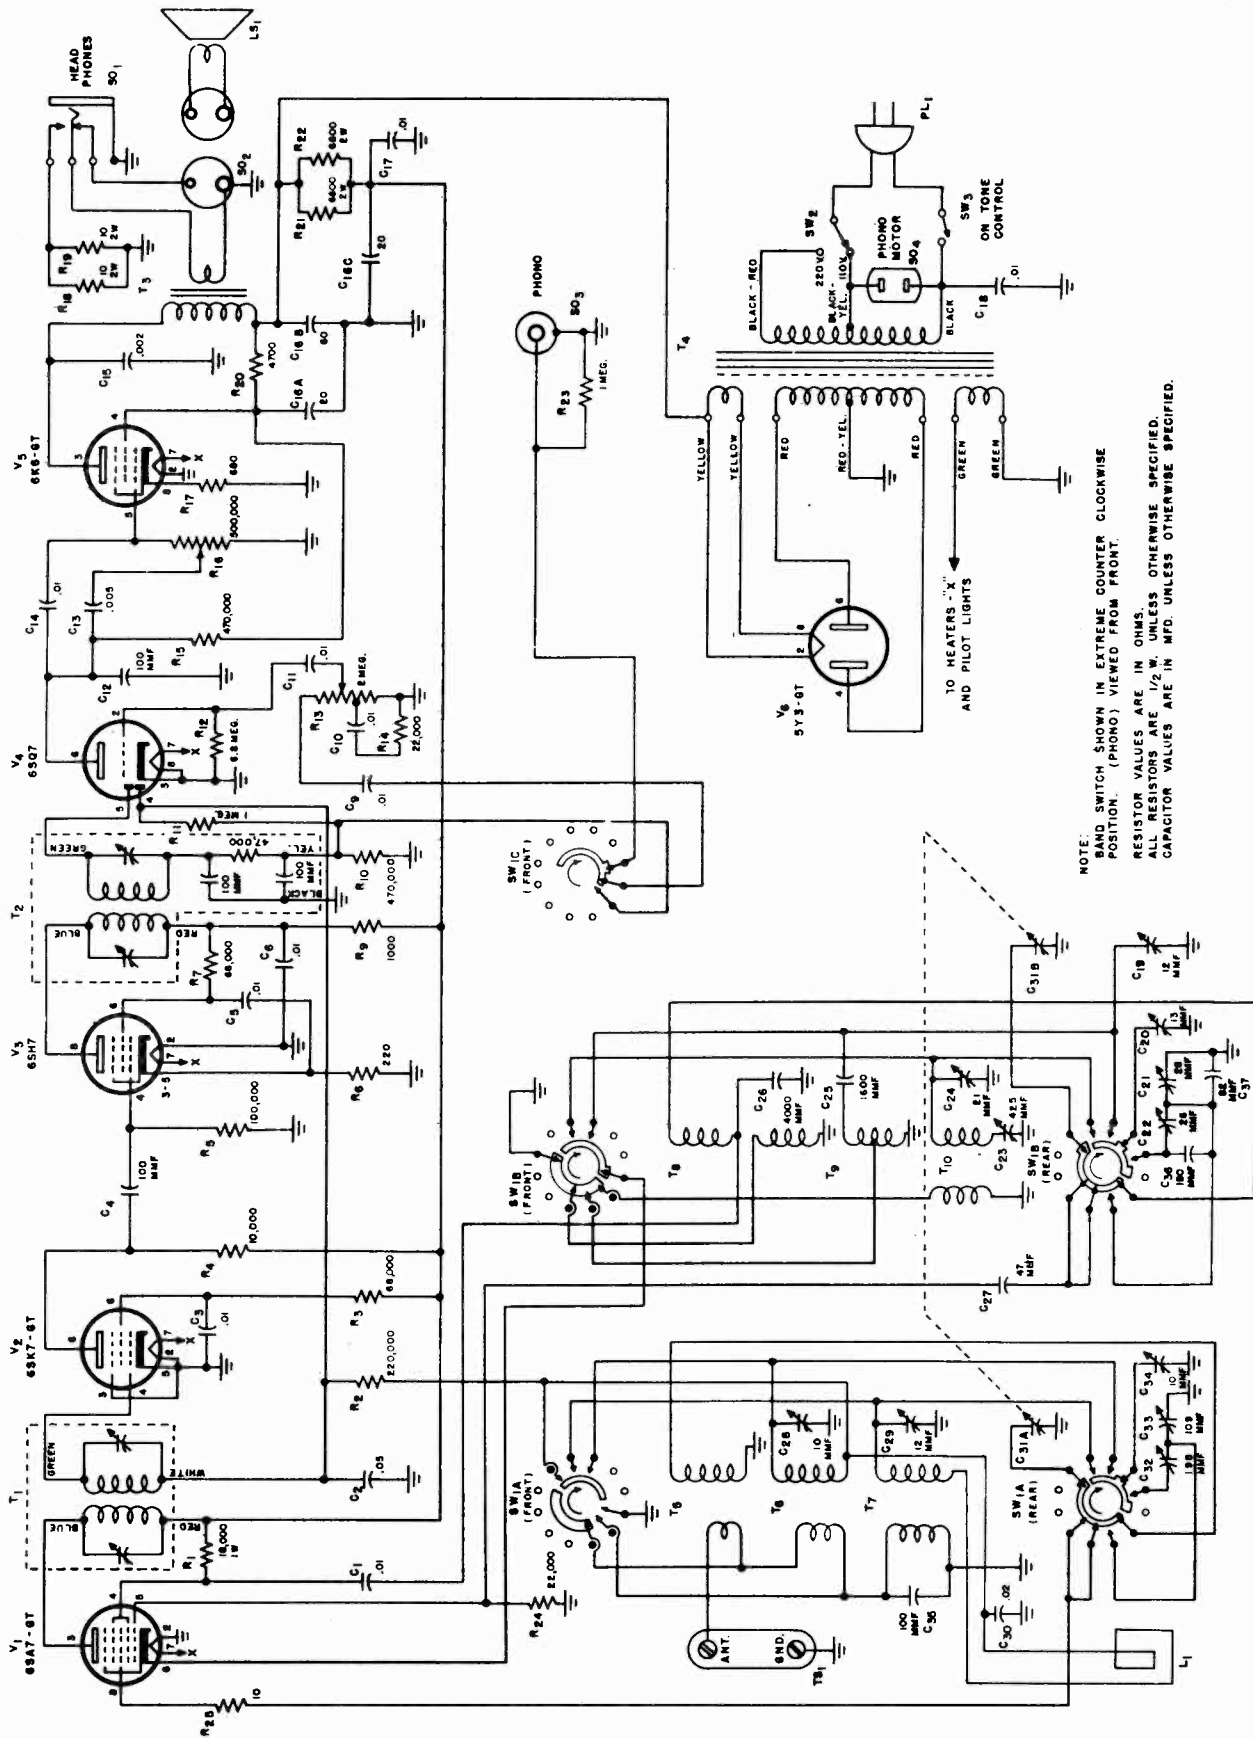 V1
6SA7-GT
T1
V2
6SK7-GT
V3
6SH7
T2
V4
6SQ7
V5
6K6-GT
HEAD
PHONES
SO1
LS1
BLUE
GREEN
RED
WHITE
R1
18,000
1W
C1
.01
C2
.05
R2
220,000
C3
.01
R3
68,000
R4
10,000
C4
100
MMF
R5
100,000
R6
220
C5
.01
R7
68,000
C6
.01
R9
1000
BLUE
RED
GREEN
YEL.
BLACK
100
MMF
47,000
100
MMF
R10
470,000
R11
1 MEG.
R12
6.8 MEG.
C9
.01
C10
.01
R13
2 MEG.
R14
22,000
C11
.01
C12
100
MMF
C13
.005
C14
.01
R15
470,000
R16
500,000
R17
680
C15
.002
R20
4700
C16A
20
C16B
60
C16C
20
T3
R18
10
2W
R19
10
2W
SO2
R21
6800
2W
R22
6800
2W
C17
.01
R24
22,000
R25
10
PHONO
SO3
R23
1 MEG.
SW1C
(FRONT)
T4
V6
5Y3-GT
YELLOW
YELLOW
RED
RED-YEL.
RED
GREEN
GREEN
BLACK-RED
BLACK-
YEL.
BLACK
220V.
110V.
SW2
PHONO
MOTOR
SO4
SW3
ON TONE
CONTROL
PL1
C18
.01
TO HEATERS-"X"
AND PILOT LIGHTS
SW1A
(FRONT)
SW1B
(FRONT)
ANT.
GND.
TS1
T5
T6
T7
C28
10
MMF
C29
12
MMF
100
MMF
C35
C30
.02
L1
C31A
SW1A
(REAR)
C32
198
MMF
C33
109
MMF
C34
10
MMF
T8
T9
T10
C26
4000
MMF
C25
1600
MMF
C24
21
MMF
C23
425
MMF
C27
47
MMF
C31B
SW1B
(REAR)
C19
12
MMF
C20
13
MMF
C21
28
MMF
C22
26
MMF
C36
180
MMF
82
MMF
C37
NOTE:
BAND SWITCH SHOWN IN EXTREME COUNTER CLOCKWISE
POSITION. (PHONO) VIEWED FROM FRONT.
RESISTOR VALUES ARE IN OHMS.
ALL RESISTORS ARE 1/2 W. UNLESS OTHERWISE SPECIFIED.
CAPACITOR VALUES ARE IN MFD. UNLESS OTHERWISE SPECIFIED.